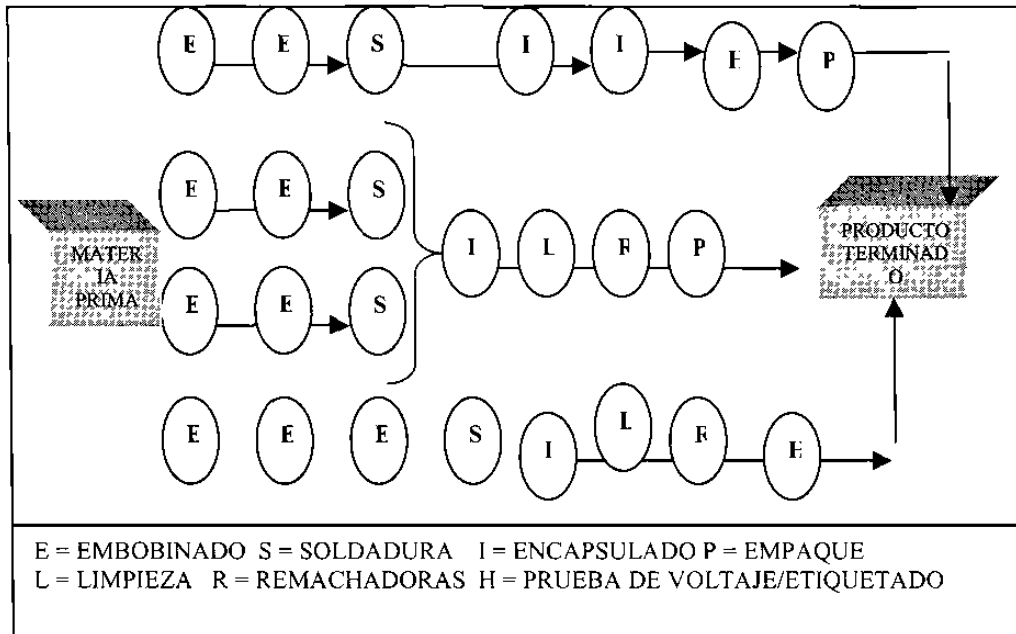 E E S I I H P
E E S
MATER
IA
PRIMA
I L R P
PRODUCTO
TERMINAD
O
E E S
E E E S I L R H
E = EMBOBINADO S = SOLDADURA I = ENCAPSULADO P = EMPAQUE
L = LIMPIEZA R = REMACHADORAS H = PRUEBA DE VOLTAJE/ETIQUETADO